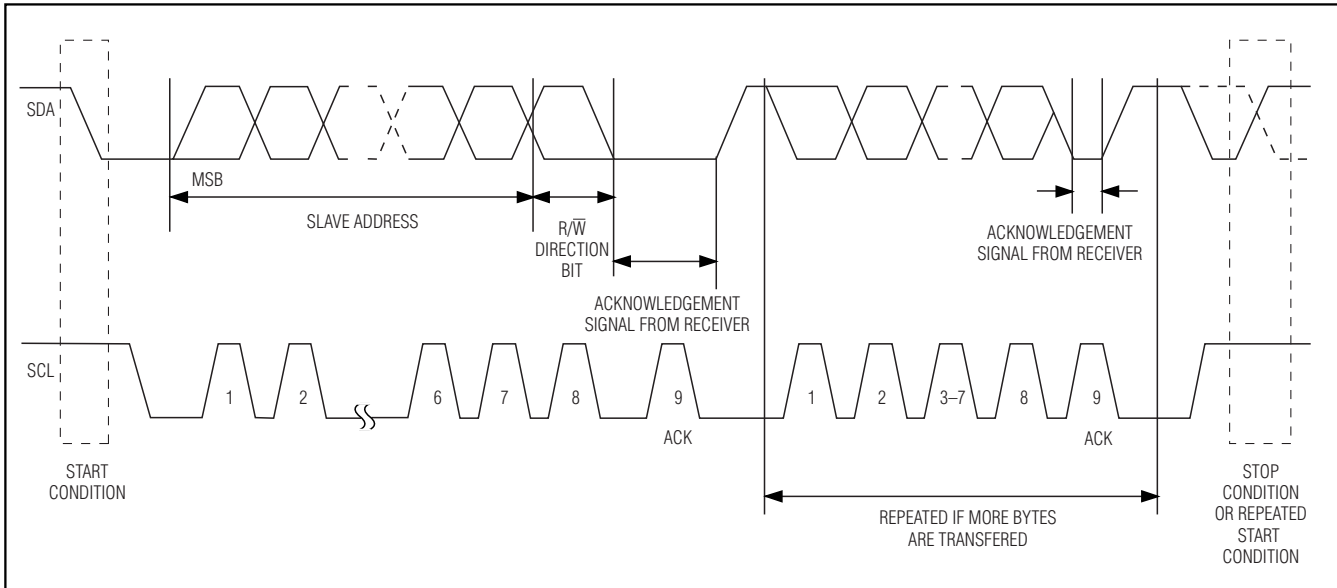 SDA
MSB
SLAVE ADDRESS
R/W̅
DIRECTION
BIT
ACKNOWLEDGEMENT
SIGNAL FROM RECEIVER
ACKNOWLEDGEMENT
SIGNAL FROM RECEIVER
SCL
1
2
6
7
8
9
ACK
1
2
3–7
8
9
ACK
START
CONDITION
REPEATED IF MORE BYTES
ARE TRANSFERED
STOP
CONDITION
OR REPEATED
START
CONDITION